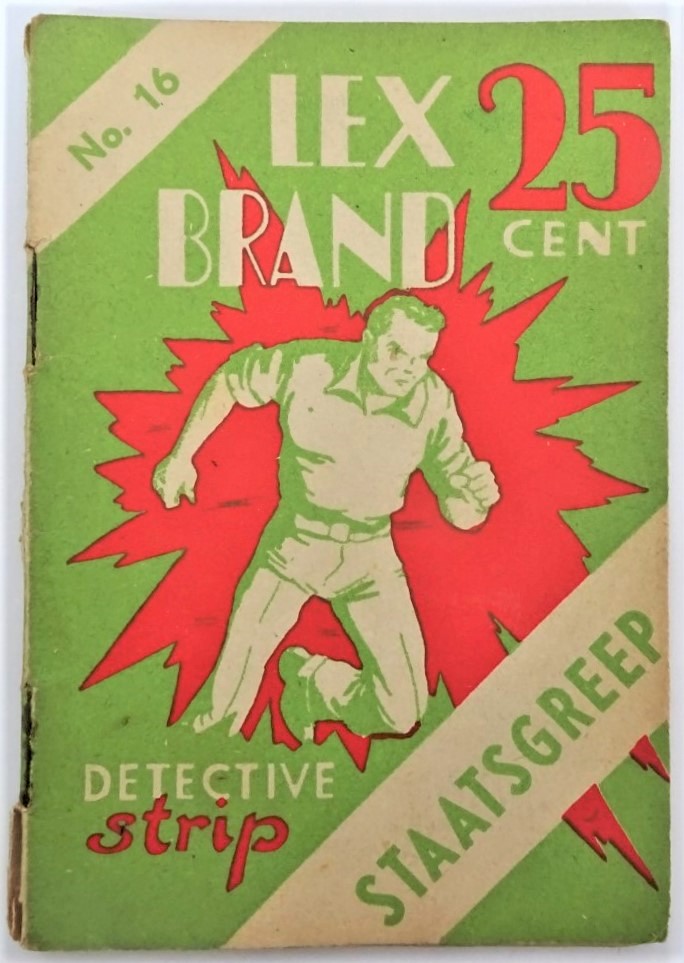 No. 16
LEX
BRAND
25
CENT
DETECTIVE
strip
STAATSGREEP